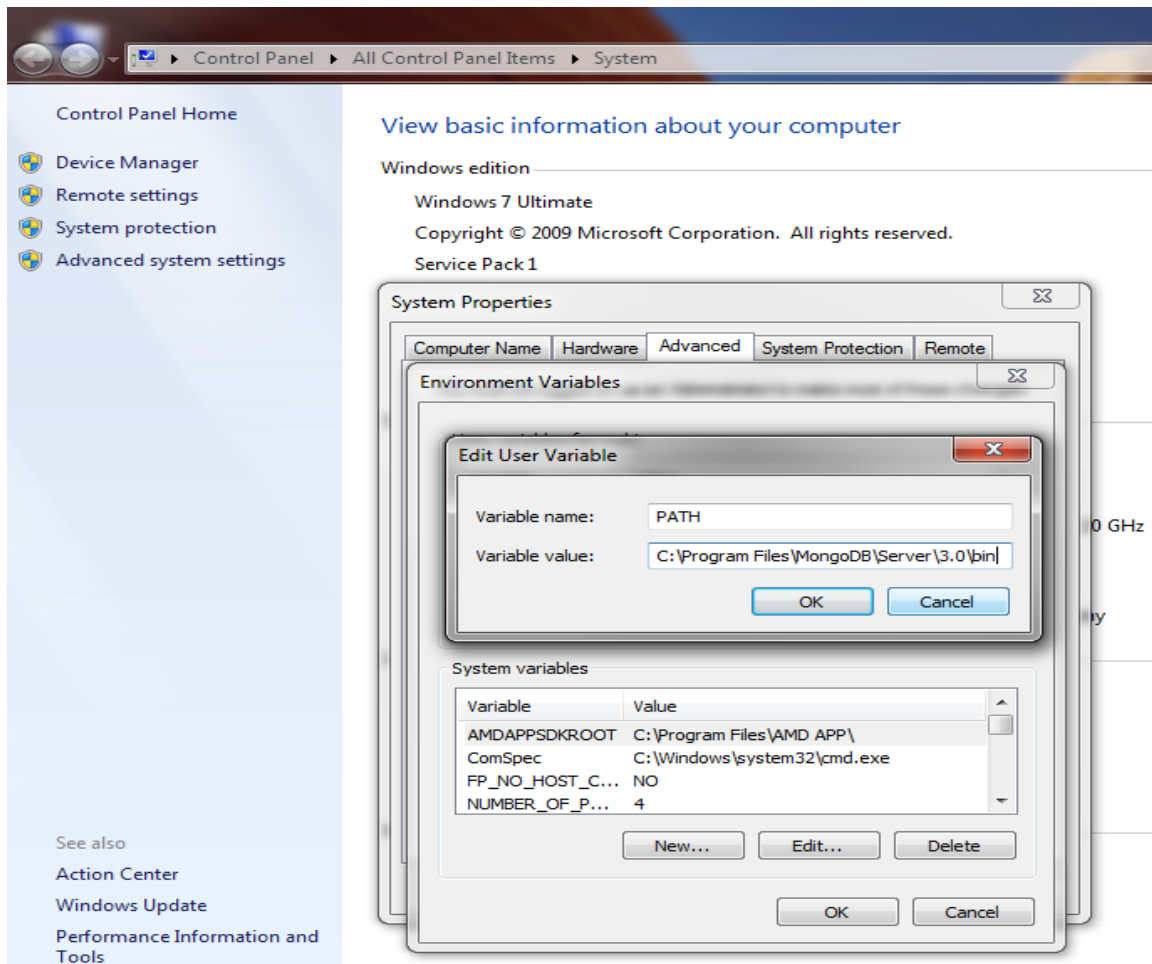 Control Panel ▸ All Control Panel Items ▸ System
Control Panel Home
Device Manager
Remote settings
System protection
Advanced system settings
See also
Action Center
Windows Update
Performance Information and
Tools
View basic information about your computer
Windows edition
Windows 7 Ultimate
Copyright © 2009 Microsoft Corporation. All rights reserved.
Service Pack 1
System Properties
Computer Name Hardware Advanced System Protection Remote
Environment Variables
Edit User Variable
Variable name: PATH
0 GHz
Variable value: C:\Program Files\MongoDB\Server\3.0\bin
OK Cancel
System variables
Variable Value
AMDAPPSDKROOT C:\Program Files\AMD APP\
ComSpec C:\Windows\system32\cmd.exe
FP_NO_HOST_C... NO
NUMBER_OF_P... 4
New... Edit... Delete
OK Cancel